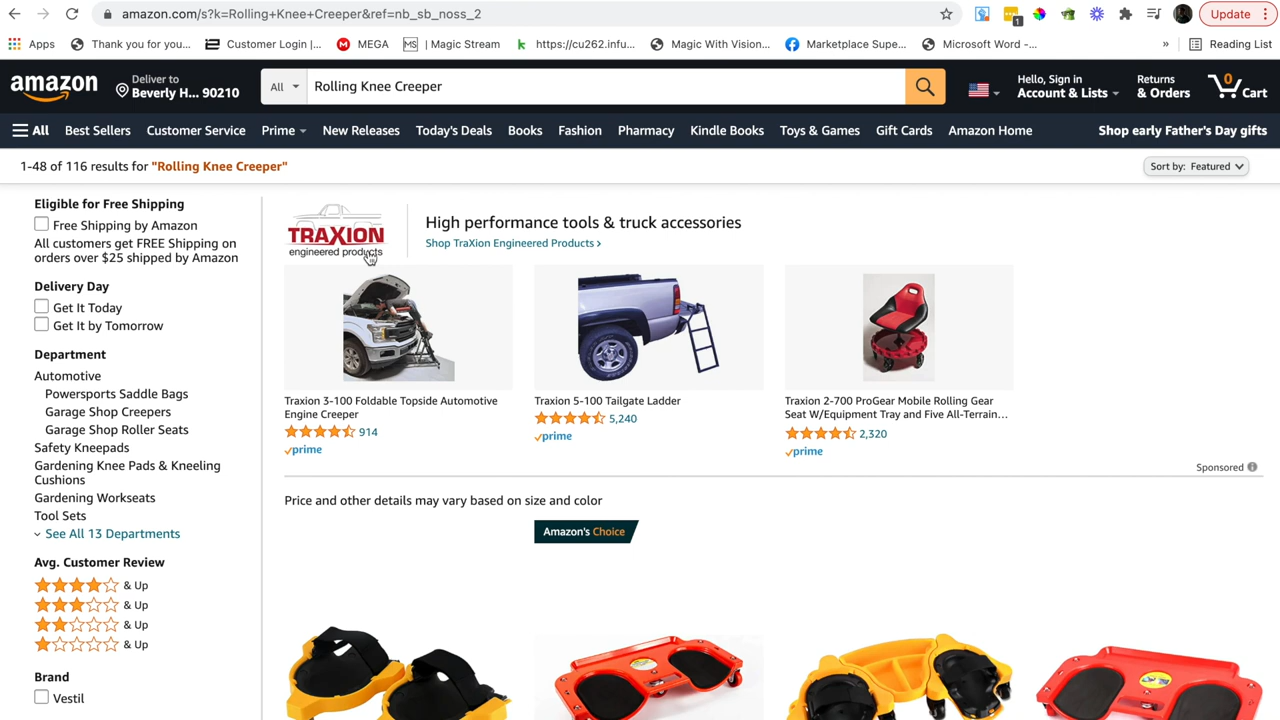 amazon.com/s?k=Rolling+Knee+Creeper&ref=nb_sb_noss_2
1
Update
Apps
Thank you for you...
Customer Login |...
MEGA
MS | Magic Stream
https://cu262.infu...
Magic With Vision...
Marketplace Supe...
Microsoft Word -...
»
Reading List
amazon
Deliver to
Beverly H... 90210
All
Rolling Knee Creeper
Hello, Sign in
Account & Lists
Returns
& Orders
0
Cart
All
Best Sellers
Customer Service
Prime
New Releases
Today's Deals
Books
Fashion
Pharmacy
Kindle Books
Toys & Games
Gift Cards
Amazon Home
Shop early Father's Day gifts
1-48 of 116 results for "Rolling Knee Creeper"
Sort by: Featured
Eligible for Free Shipping
Free Shipping by Amazon
All customers get FREE Shipping on
orders over $25 shipped by Amazon
Delivery Day
Get It Today
Get It by Tomorrow
Department
Automotive
Powersports Saddle Bags
Garage Shop Creepers
Garage Shop Roller Seats
Safety Kneepads
Gardening Knee Pads & Kneeling
Cushions
Gardening Workseats
Tool Sets
See All 13 Departments
Avg. Customer Review
& Up
& Up
& Up
& Up
Brand
Vestil
TRAXION
engineered products
High performance tools & truck accessories
Shop TraXion Engineered Products ›
Traxion 3-100 Foldable Topside Automotive
Engine Creeper
914
prime
Traxion 5-100 Tailgate Ladder
5,240
prime
Traxion 2-700 ProGear Mobile Rolling Gear
Seat W/Equipment Tray and Five All-Terrain...
2,320
prime
Sponsored
Price and other details may vary based on size and color
Amazon's Choice